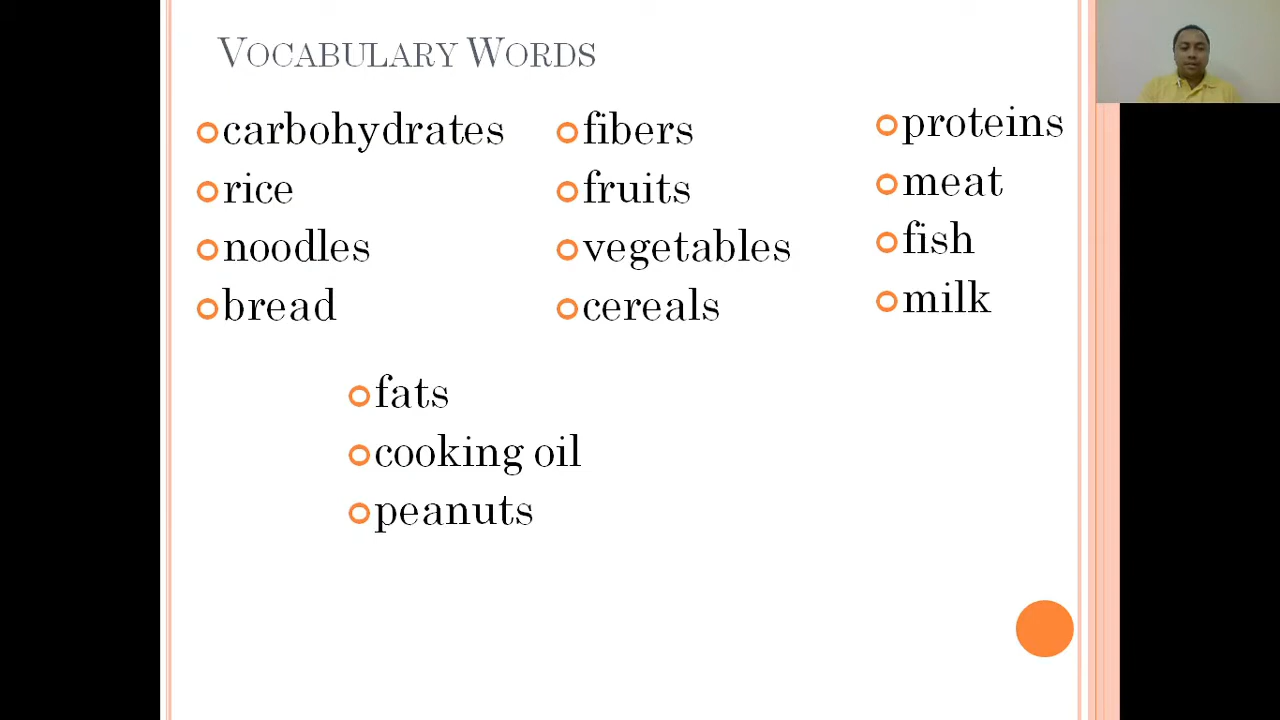 VOCABULARY WORDS
carbohydrates
rice
noodles
bread
fibers
fruits
vegetables
cereals
proteins
meat
fish
milk
fats
cooking oil
peanuts